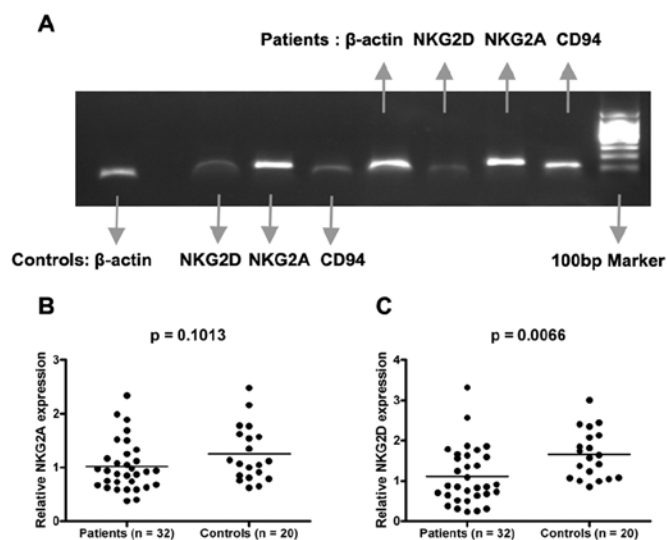 A
Patients : β-actin NKG2D NKG2A CD94
Controls: β-actin NKG2D NKG2A CD94 100bp Marker
B
p = 0.1013
Relative NKG2A expression
3
2
1
0
Patients (n = 32) Controls (n = 20)
C
p = 0.0066
Relative NKG2D expression
4
3
2
1
0
Patients (n = 32) Controls (n = 20)